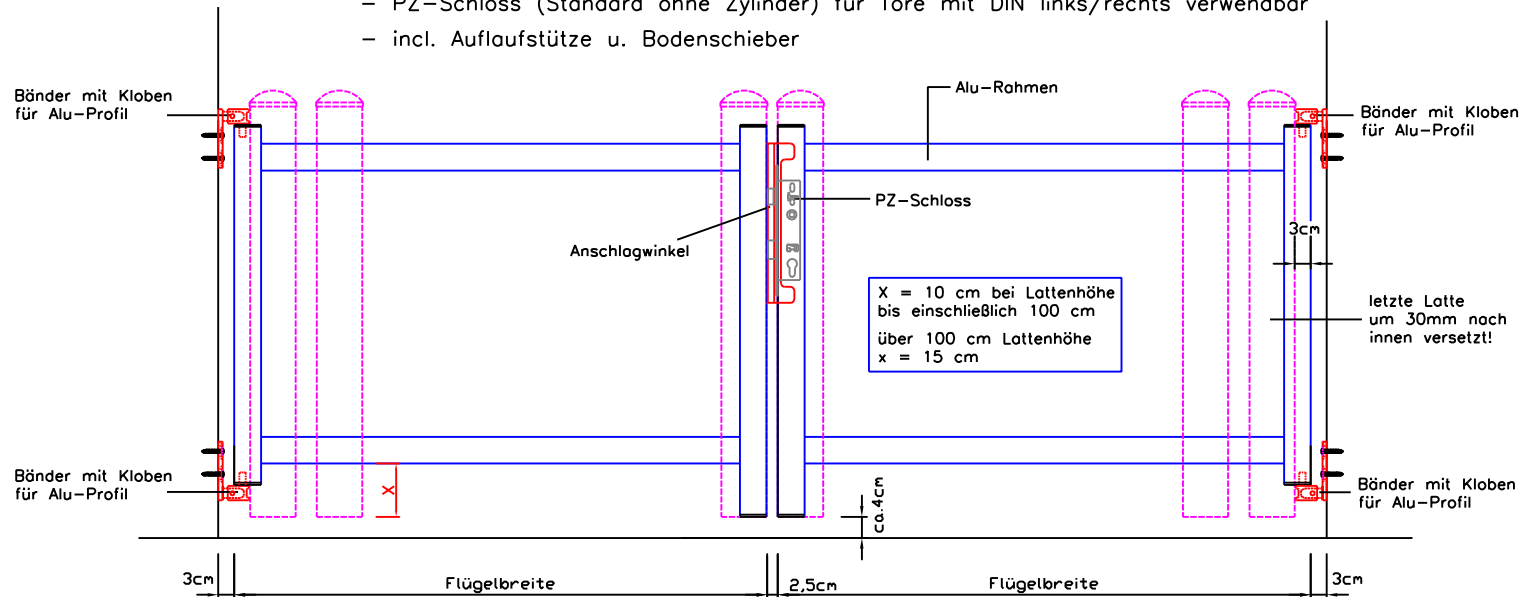 – PZ-Schloss (Standard ohne Zylinder) für Tore mit DIN links/rechts verwendbar
– incl. Auflaufstütze u. Bodenschieber
Alu-Rahmen
Bänder mit Kloben
für Alu-Profil
Bänder mit Kloben
für Alu-Profil
PZ-Schloss
Anschlagwinkel
3cm
X = 10 cm bei Lattenhöhe
bis einschließlich 100 cm
über 100 cm Lattenhöhe
x = 15 cm
letzte Latte
um 30mm nach
innen versetzt!
Bänder mit Kloben
für Alu-Profil
X
ca.4cm
Bänder mit Kloben
für Alu-Profil
3cm
Flügelbreite
2,5cm
Flügelbreite
3cm